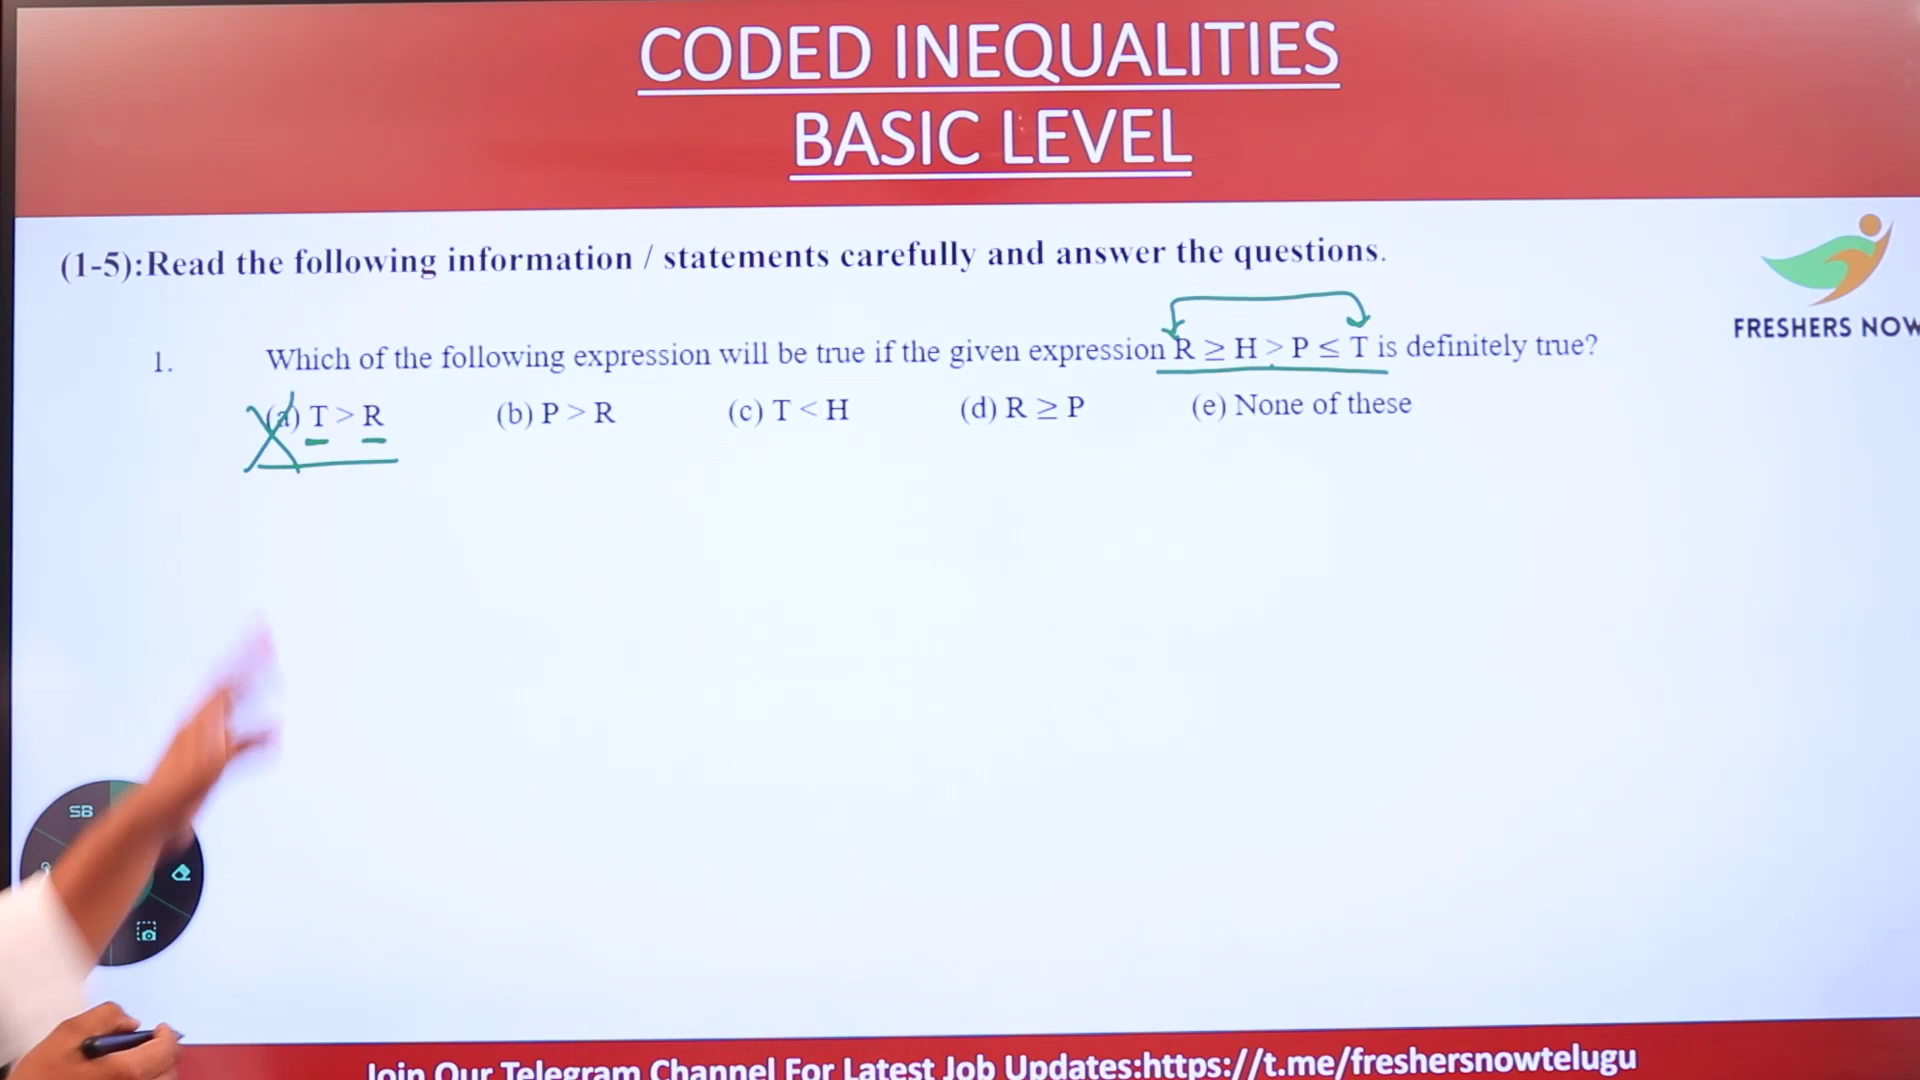 CODED INEQUALITIES
BASIC LEVEL
(1-5):Read the following information / statements carefully and answer the questions.
FRESHERS NOW
1. Which of the following expression will be true if the given expression R ≥ H > P ≤ T is definitely true?
(a) T > R (b) P > R (c) T < H (d) R ≥ P (e) None of these
SB
Join Our Telegram Channel For Latest Job Updates:https://t.me/freshersnowtelugu